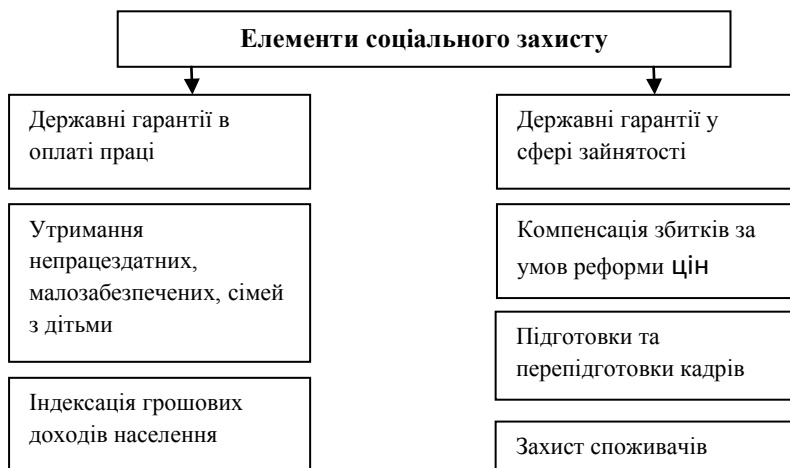 Елементи соціального захисту
Державні гарантії в
оплаті праці
Утримання
непрацездатних,
малозабезпечених, сімей
з дітьми
Індексація грошових
доходів населення
Державні гарантії у
сфері зайнятості
Компенсація збитків за
умов реформи цін
Підготовки та
перепідготовки кадрів
Захист споживачів